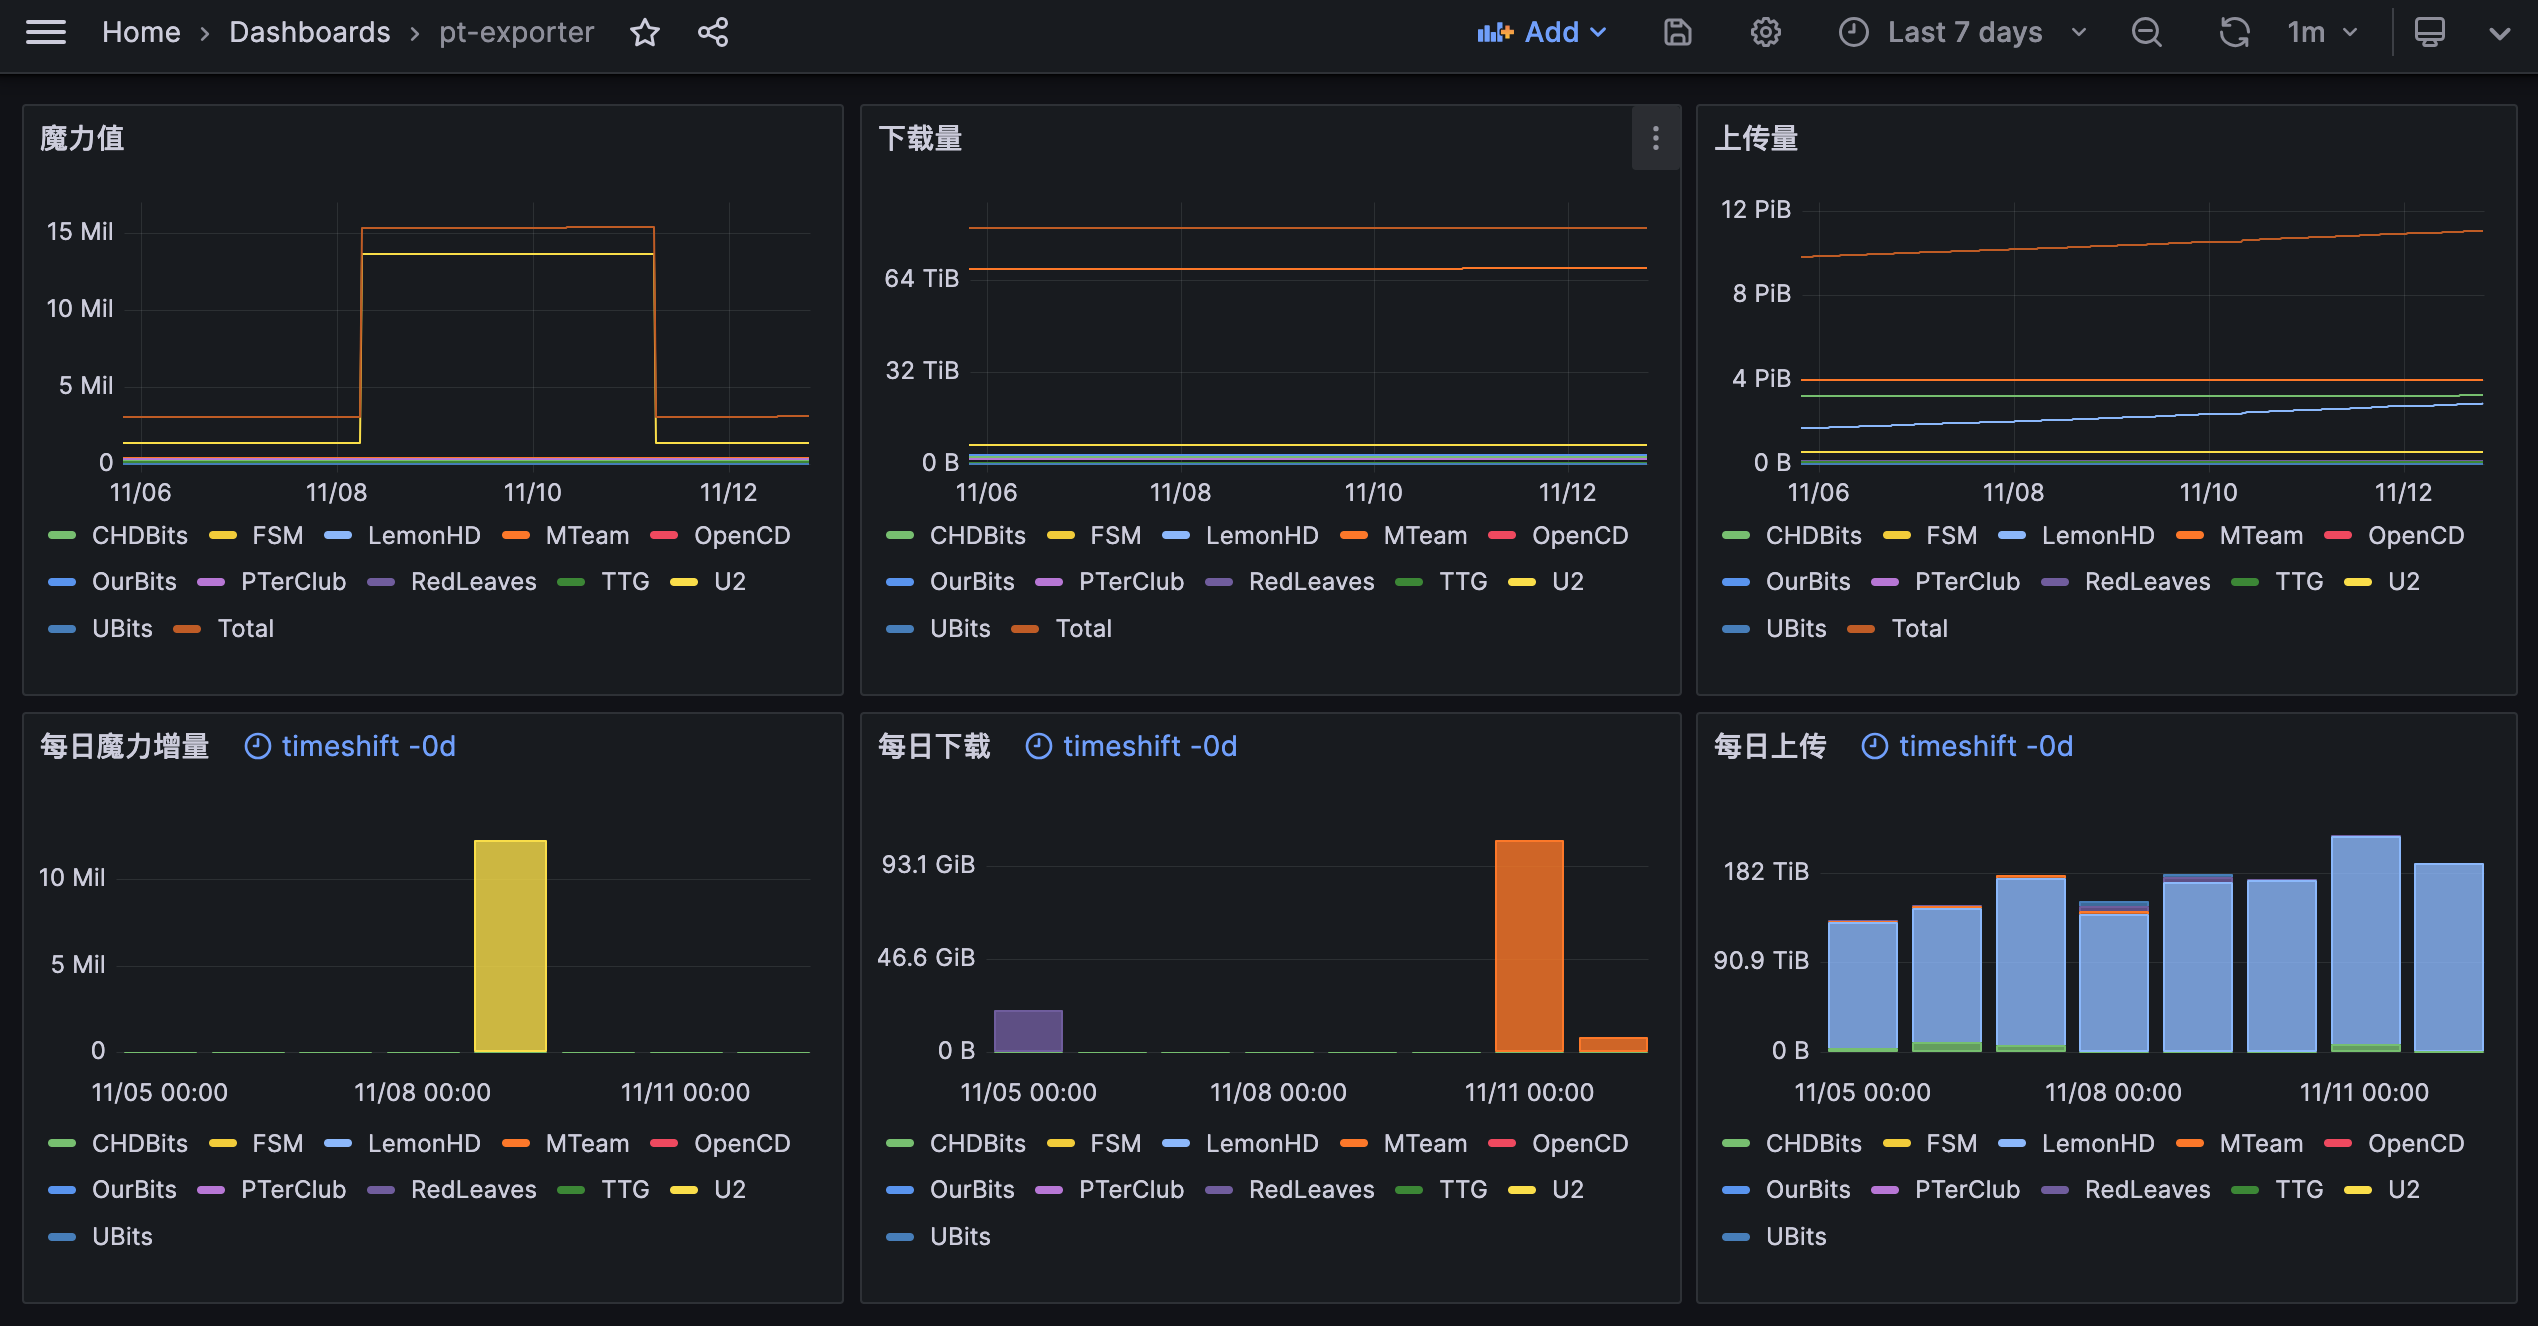 Home › Dashboards › pt-exporter Add Last 7 days 1m
魔力值
15 Mil
10 Mil
5 Mil
0
11/06 11/08 11/10 11/12
CHDBits FSM LemonHD MTeam OpenCD
OurBits PTerClub RedLeaves TTG U2
UBits Total
下载量
64 TiB
32 TiB
0 B
11/06 11/08 11/10 11/12
CHDBits FSM LemonHD MTeam OpenCD
OurBits PTerClub RedLeaves TTG U2
UBits Total
上传量
12 PiB
8 PiB
4 PiB
0 B
11/06 11/08 11/10 11/12
CHDBits FSM LemonHD MTeam OpenCD
OurBits PTerClub RedLeaves TTG U2
UBits Total
每日魔力增量 timeshift -0d
10 Mil
5 Mil
0
11/05 00:00 11/08 00:00 11/11 00:00
CHDBits FSM LemonHD MTeam OpenCD
OurBits PTerClub RedLeaves TTG U2
UBits
每日下载 timeshift -0d
93.1 GiB
46.6 GiB
0 B
11/05 00:00 11/08 00:00 11/11 00:00
CHDBits FSM LemonHD MTeam OpenCD
OurBits PTerClub RedLeaves TTG U2
UBits
每日上传 timeshift -0d
182 TiB
90.9 TiB
0 B
11/05 00:00 11/08 00:00 11/11 00:00
CHDBits FSM LemonHD MTeam OpenCD
OurBits PTerClub RedLeaves TTG U2
UBits